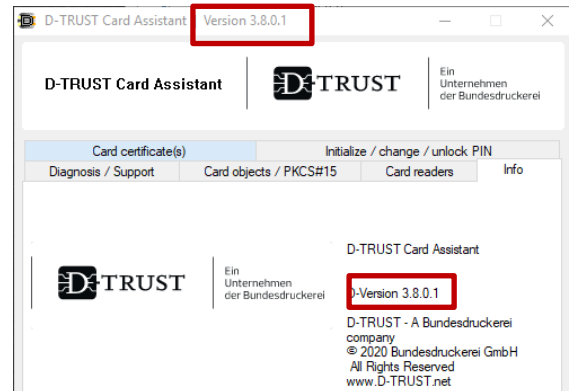 D-TRUST Card Assistant Version 3.8.0.1
D-TRUST Card Assistant
D-TRUST
Ein
Unternehmen
der Bundesdruckerei
Card certificate(s)
Initialize / change / unlock PIN
Diagnosis / Support
Card objects / PKCS#15
Card readers
Info
D-TRUST
Ein
Unternehmen
der Bundesdruckerei
D-TRUST Card Assistant
D-Version 3.8.0.1
D-TRUST - A Bundesdruckerei
company
© 2020 Bundesdruckerei GmbH
All Rights Reserved
www.D-TRUST.net